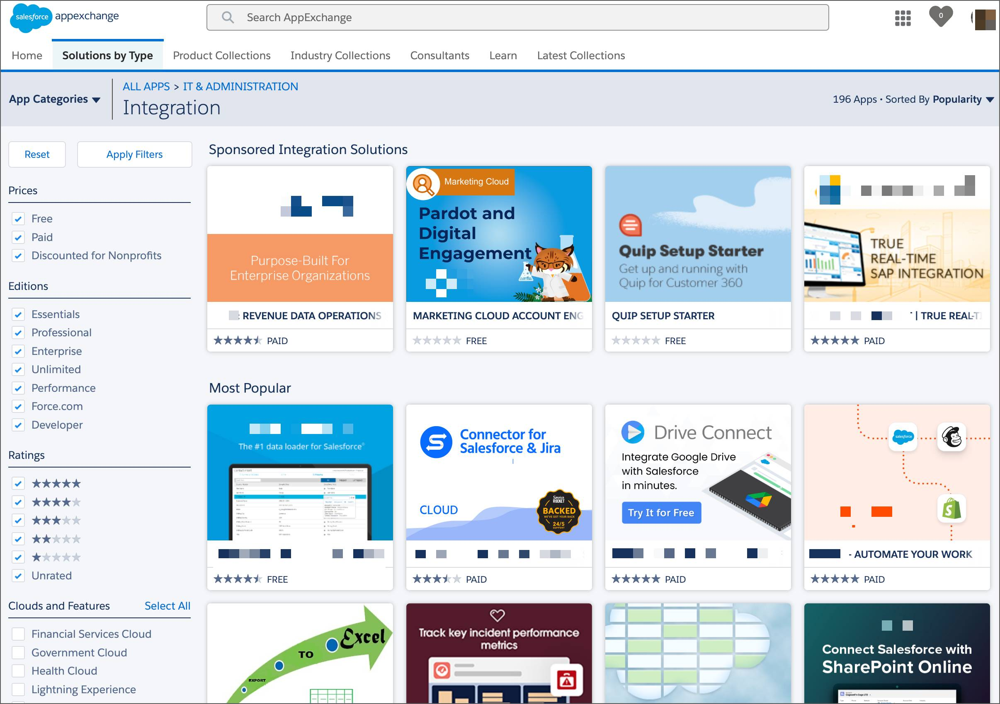 salesforce appexchange
Search AppExchange
0
Home
Solutions by Type
Product Collections
Industry Collections
Consultants
Learn
Latest Collections
App Categories
ALL APPS > IT & ADMINISTRATION
Integration
196 Apps • Sorted By Popularity
Reset
Apply Filters
Prices
Free
Paid
Discounted for Nonprofits
Editions
Essentials
Professional
Enterprise
Unlimited
Performance
Force.com
Developer
Ratings
Unrated
Clouds and Features
Select All
Financial Services Cloud
Government Cloud
Health Cloud
Lightning Experience
Sponsored Integration Solutions
Purpose-Built For
Enterprise Organizations
: REVENUE DATA OPERATIONS
PAID
Marketing Cloud
Pardot and
Digital
Engagement
MARKETING CLOUD ACCOUNT ENG
FREE
Quip Setup Starter
Get up and running with
Quip for Customer 360
QUIP SETUP STARTER
FREE
TRUE
REAL-TIME
SAP INTEGRATION
| TRUE REAL-T
PAID
Most Popular
The #1 data loader for Salesforce®
FREE
Connector for
Salesforce & Jira
CLOUD
Service
ROCKET
BACKED
WE'VE GOT YOUR BACK
24/5
SUPPORT
PAID
Drive Connect
Integrate Google Drive
with Salesforce
in minutes.
Try It for Free
PAID
salesforce
- AUTOMATE YOUR WORK
PAID
EXPORT
TO
Excel
Track key incident performance
metrics
Connect Salesforce with
SharePoint Online